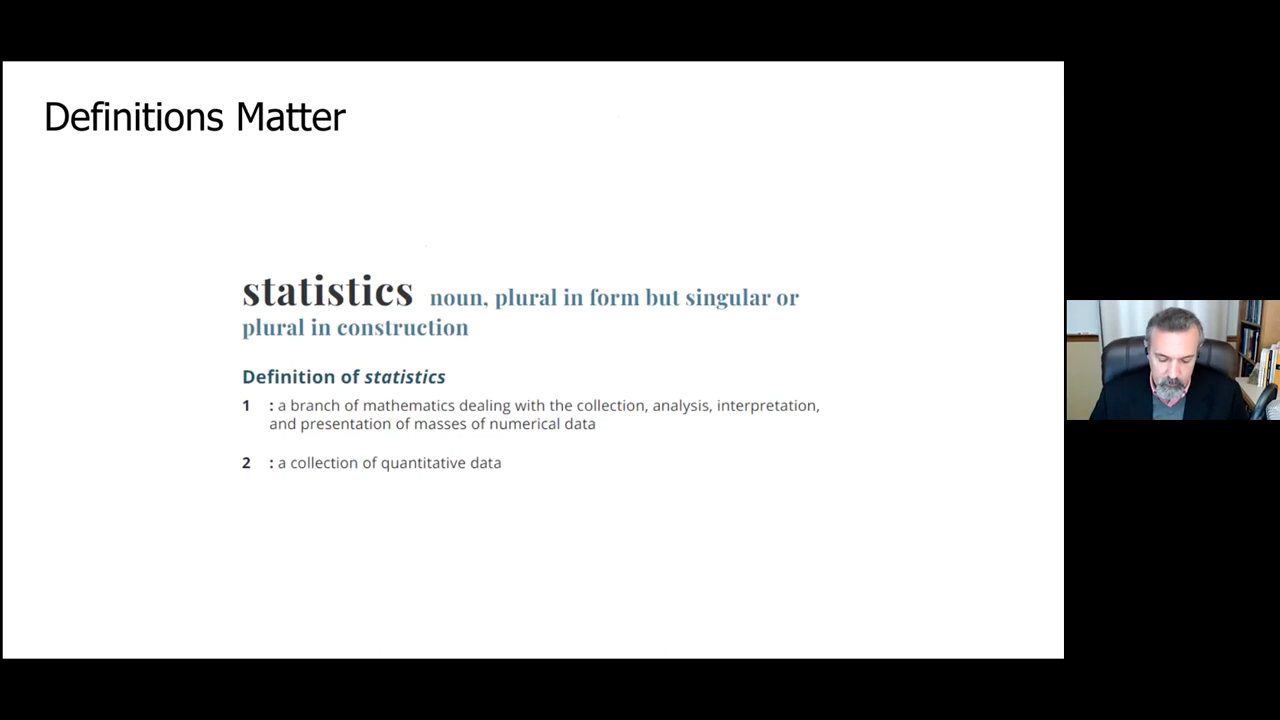 Definitions Matter
statistics noun, plural in form but singular or
plural in construction
Definition of statistics
1 : a branch of mathematics dealing with the collection, analysis, interpretation,
and presentation of masses of numerical data
2 : a collection of quantitative data